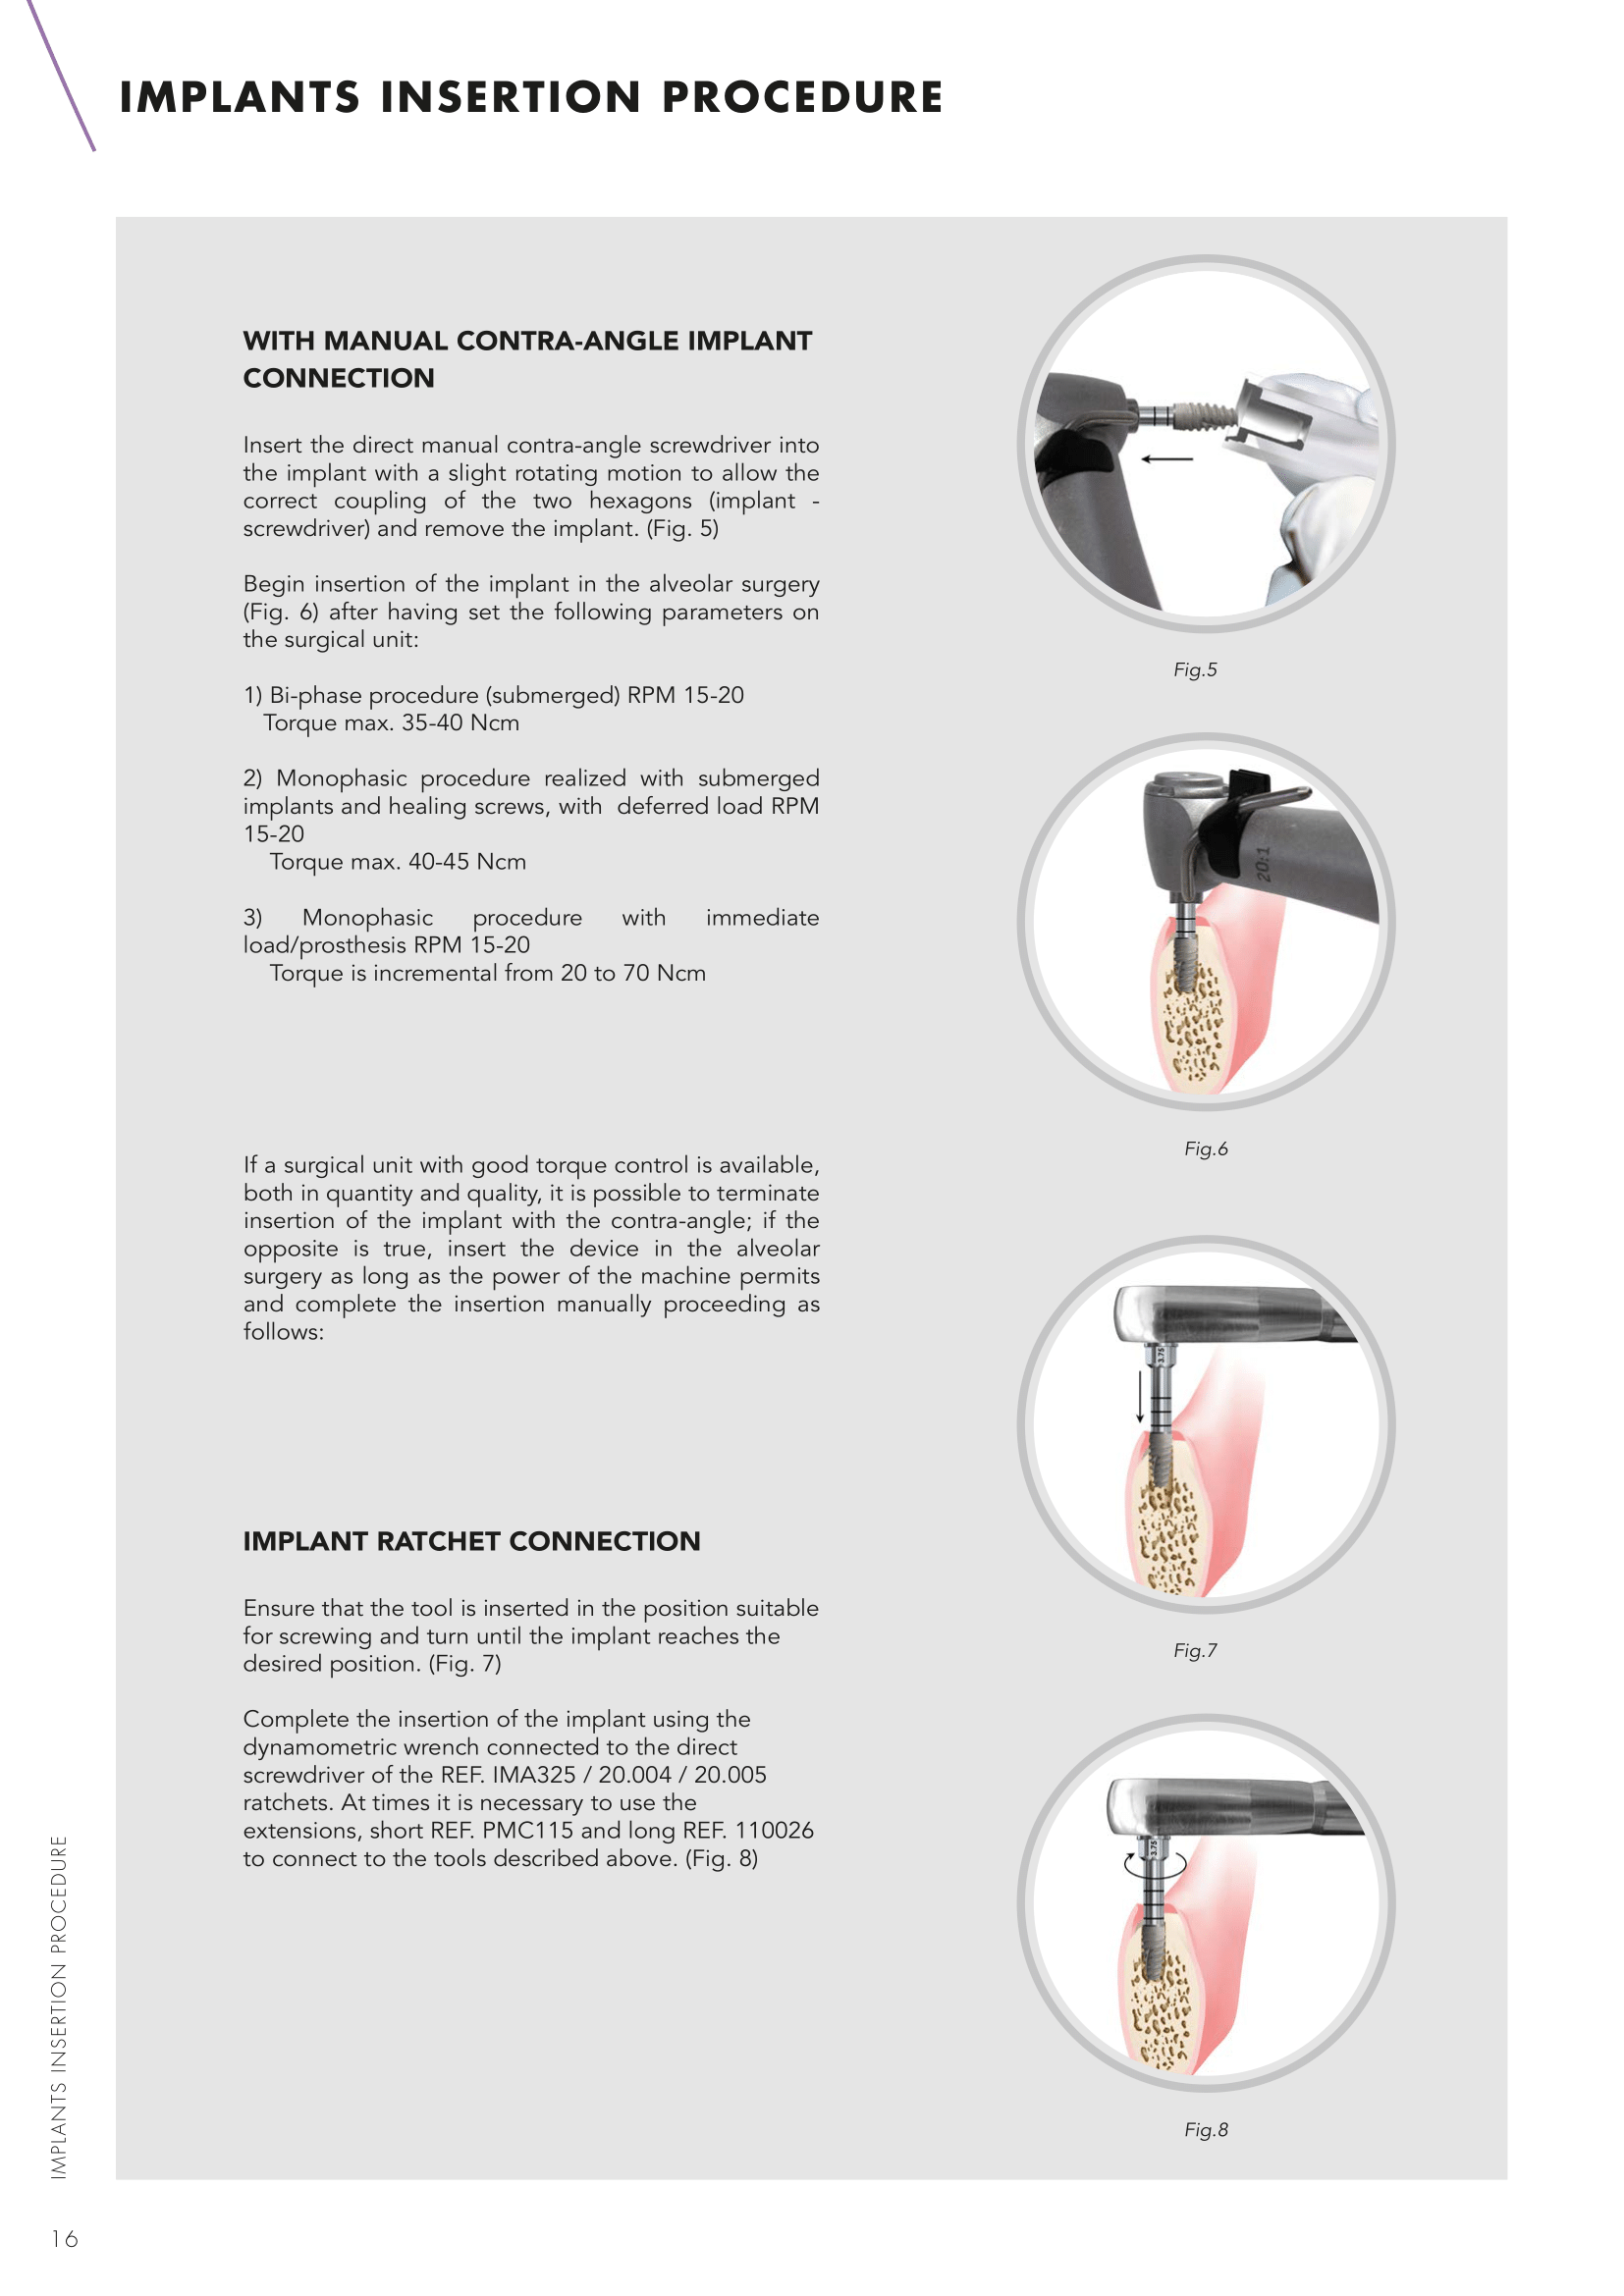 IMPLANTS INSERTION PROCEDURE
WITH MANUAL CONTRA-ANGLE IMPLANT
CONNECTION
Insert the direct manual contra-angle screwdriver into
the implant with a slight rotating motion to allow the
correct coupling of the two hexagons (implant -
screwdriver) and remove the implant. (Fig. 5)
Begin insertion of the implant in the alveolar surgery
(Fig. 6) after having set the following parameters on
the surgical unit:
1) Bi-phase procedure (submerged) RPM 15-20
Torque max. 35-40 Ncm
2) Monophasic procedure realized with submerged
implants and healing screws, with deferred load RPM
15-20
Torque max. 40-45 Ncm
3) Monophasic procedure with immediate
load/prosthesis RPM 15-20
Torque is incremental from 20 to 70 Ncm
If a surgical unit with good torque control is available,
both in quantity and quality, it is possible to terminate
insertion of the implant with the contra-angle; if the
opposite is true, insert the device in the alveolar
surgery as long as the power of the machine permits
and complete the insertion manually proceeding as
follows:
IMPLANT RATCHET CONNECTION
Ensure that the tool is inserted in the position suitable
for screwing and turn until the implant reaches the
desired position. (Fig. 7)
Complete the insertion of the implant using the
dynamometric wrench connected to the direct
screwdriver of the REF. IMA325 / 20.004 / 20.005
ratchets. At times it is necessary to use the
extensions, short REF. PMC115 and long REF. 110026
to connect to the tools described above. (Fig. 8)
Fig.5
20:1
Fig.6
3.75
Fig.7
3.75
Fig.8
IMPLANTS INSERTION PROCEDURE
16